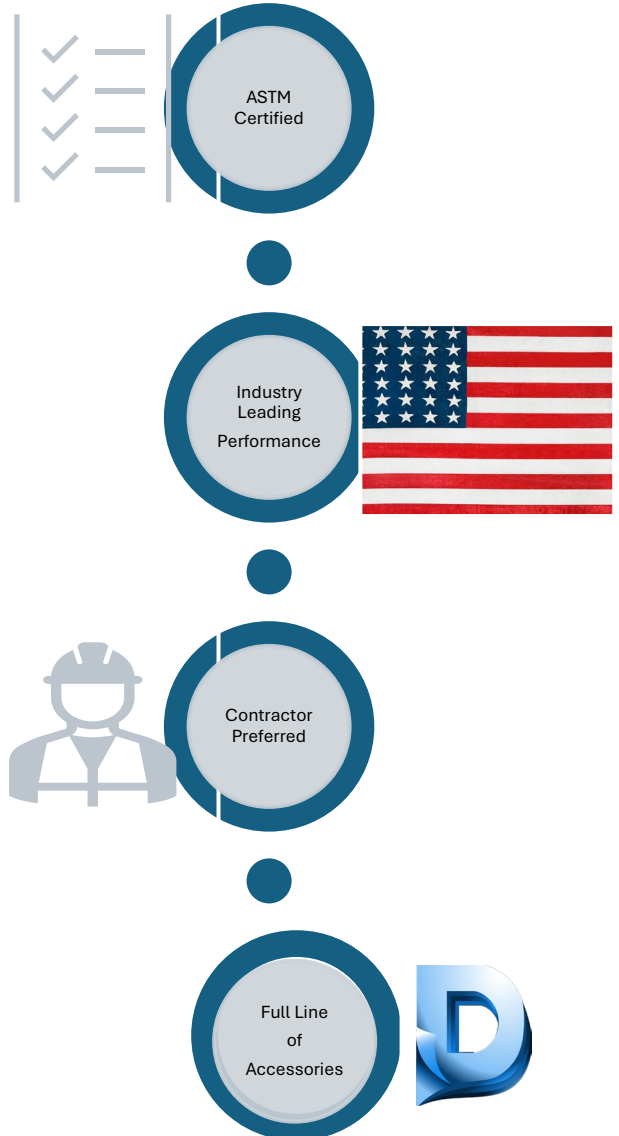 ASTM
Certified
Industry
Leading
Performance
Contractor
Preferred
Full Line
of
Accessories
D